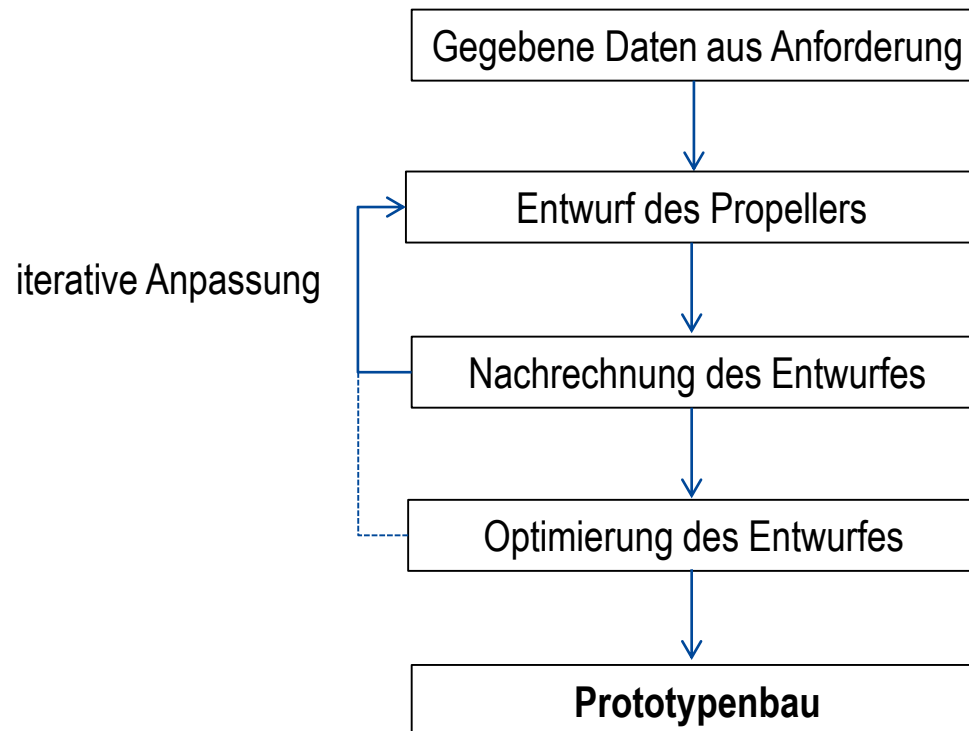 Gegebene Daten aus Anforderung
Entwurf des Propellers
iterative Anpassung
Nachrechnung des Entwurfes
Optimierung des Entwurfes
Prototypenbau